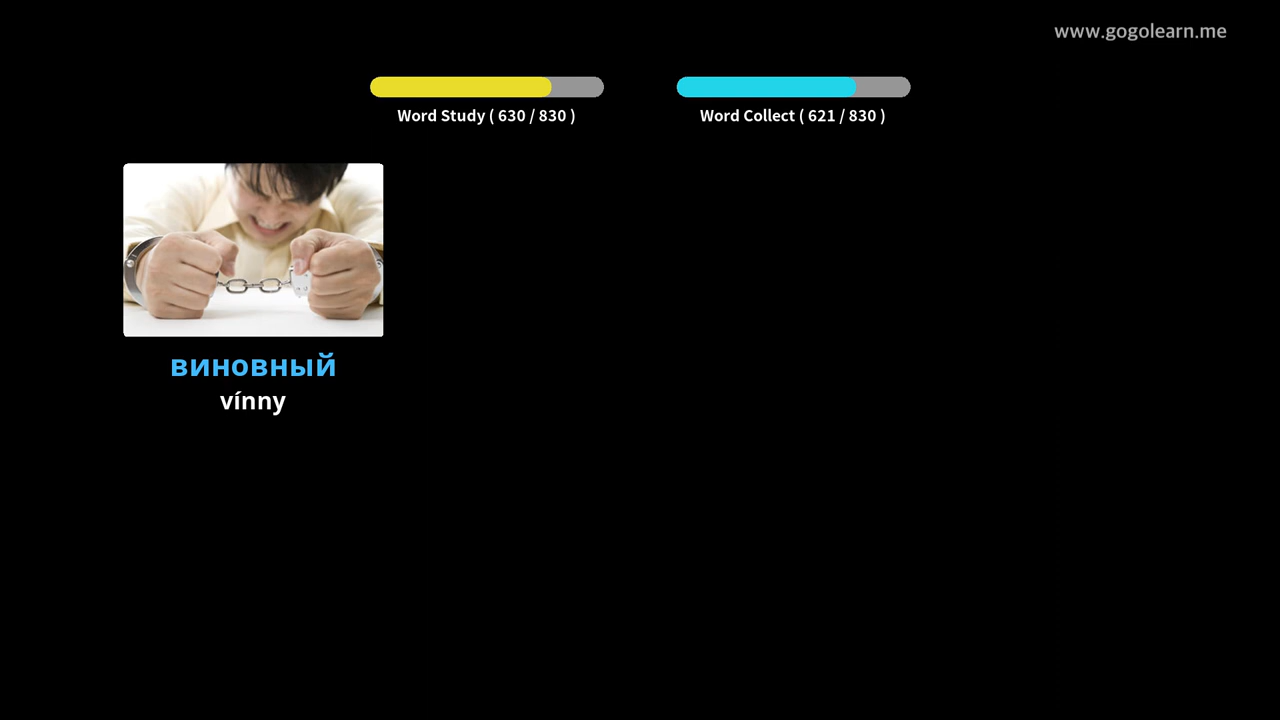 www.gogolearn.me
Word Study ( 630 / 830 )
Word Collect ( 621 / 830 )
виновный
vínny